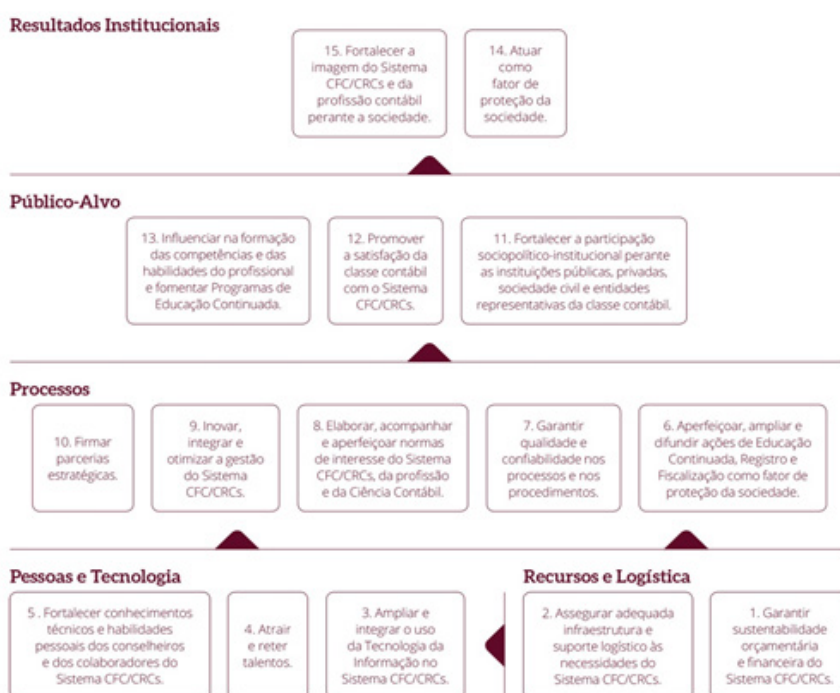 Resultados Institucionais
15. Fortalecer a
imagem do Sistema
CFC/CRCs e da
profissão contábil
perante a sociedade.
14. Atuar
como
fator de
proteção da
sociedade.
Público-Alvo
13. Influenciar na formação
das competências e das
habilidades do profissional
e fomentar Programas de
Educação Continuada.
12. Promover
a satisfação da
classe contábil
com o Sistema
CFC/CRCs.
11. Fortalecer a participação
sociopolítico-institucional perante
as instituições públicas, privadas,
sociedade civil e entidades
representativas da classe contábil.
Processos
10. Firmar
parcerias
estratégicas.
9. Inovar,
integrar e
otimizar a gestão
do Sistema
CFC/CRCs.
8. Elaborar, acompanhar
e aperfeiçoar normas
de interesse do Sistema
CFC/CRCs, da profissão
e da Ciência Contábil.
7. Garantir
qualidade e
confiabilidade nos
processos e nos
procedimentos.
6. Aperfeiçoar, ampliar e
difundir ações de Educação
Continuada, Registro e
Fiscalização como fator de
proteção da sociedade.
Pessoas e Tecnologia
5. Fortalecer conhecimentos
técnicos e habilidades
pessoais dos conselheiros
e dos colaboradores do
Sistema CFC/CRCs.
4. Atrair
e reter
talentos.
3. Ampliar e
integrar o uso
da Tecnologia da
Informação no
Sistema CFC/CRCs.
Recursos e Logística
2. Assegurar adequada
infraestrutura e
suporte logístico às
necessidades do
Sistema CFC/CRCs.
1. Garantir
sustentabilidade
orçamentária
e financeira do
Sistema CFC/CRCs.